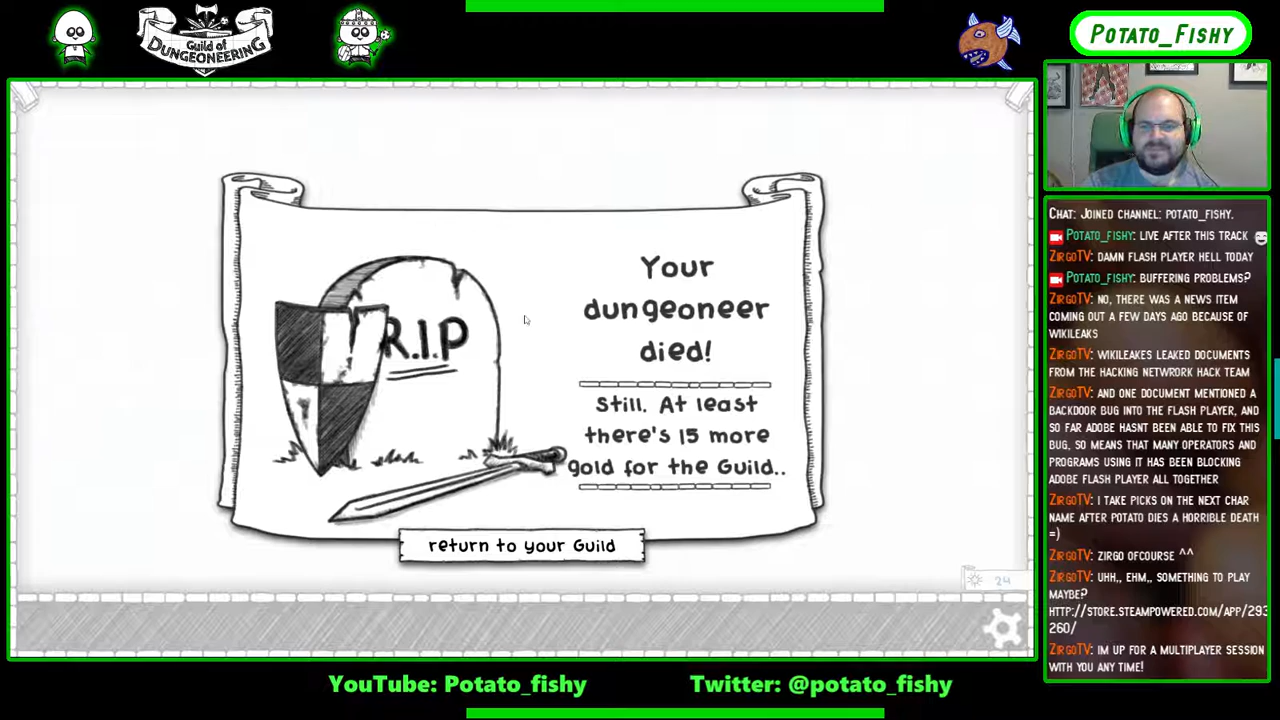 Guild of
DUNGEONEERING
POTATO_FISHY
R.I.P
Your
dungeoneer
died!
Still. At least
there's 15 more
gold for the Guild..
return to your Guild
24
CHAT: JOINED CHANNEL: POTATO_FISHY.
POTATO_FISHY: LIVE AFTER THIS TRACK
ZIRGOTV: DAMN FLASH PLAYER HELL TODAY
POTATO_FISHY: BUFFERING PROBLEMS?
ZIRGOTV: NO, THERE WAS A NEWS ITEM
COMING OUT A FEW DAYS AGO BECAUSE OF
WIKILEAKS
ZIRGOTV: WIKILEAKES LEAKED DOCUMENTS
FROM THE HACKING NETWRORK HACK TEAM
ZIRGOTV: AND ONE DOCUMENT MENTIONED A
BACKDOOR BUG INTO THE FLASH PLAYER, AND
SO FAR ADOBE HASNT BEEN ABLE TO FIX THIS
BUG, SO MEANS THAT MANY OPERATORS AND
PROGRAMS USING IT HAS BEEN BLOCKING
ADOBE FLASH PLAYER ALL TOGETHER
ZIRGOTV: I TAKE PICKS ON THE NEXT CHAR
NAME AFTER POTATO DIES A HORRIBLE DEATH
=)
ZIRGOTV: ZIRGO OFCOURSE ^^
ZIRGOTV: UHH,, EHM,, SOMETHING TO PLAY
MAYBE?
HTTP://STORE.STEAMPOWERED.COM/APP/293
260/
ZIRGOTV: IM UP FOR A MULTIPLAYER SESSION
WITH YOU ANY TIME!
YouTube: Potato_fishy
Twitter: @potato_fishy